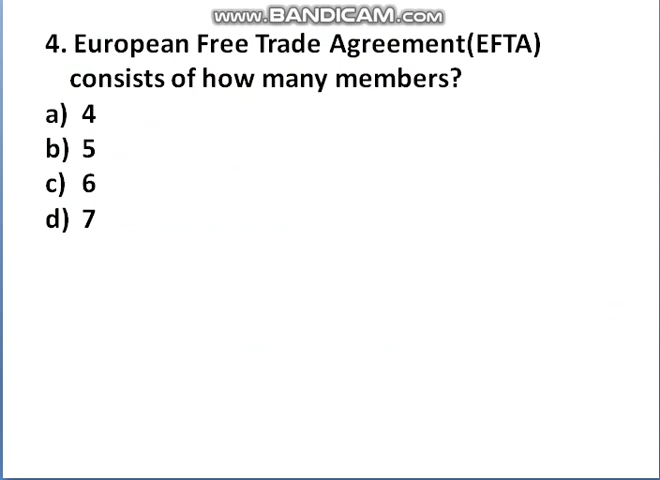 www.BANDICAM.com
4. European Free Trade Agreement(EFTA)
consists of how many members?
a) 4
b) 5
c) 6
d) 7